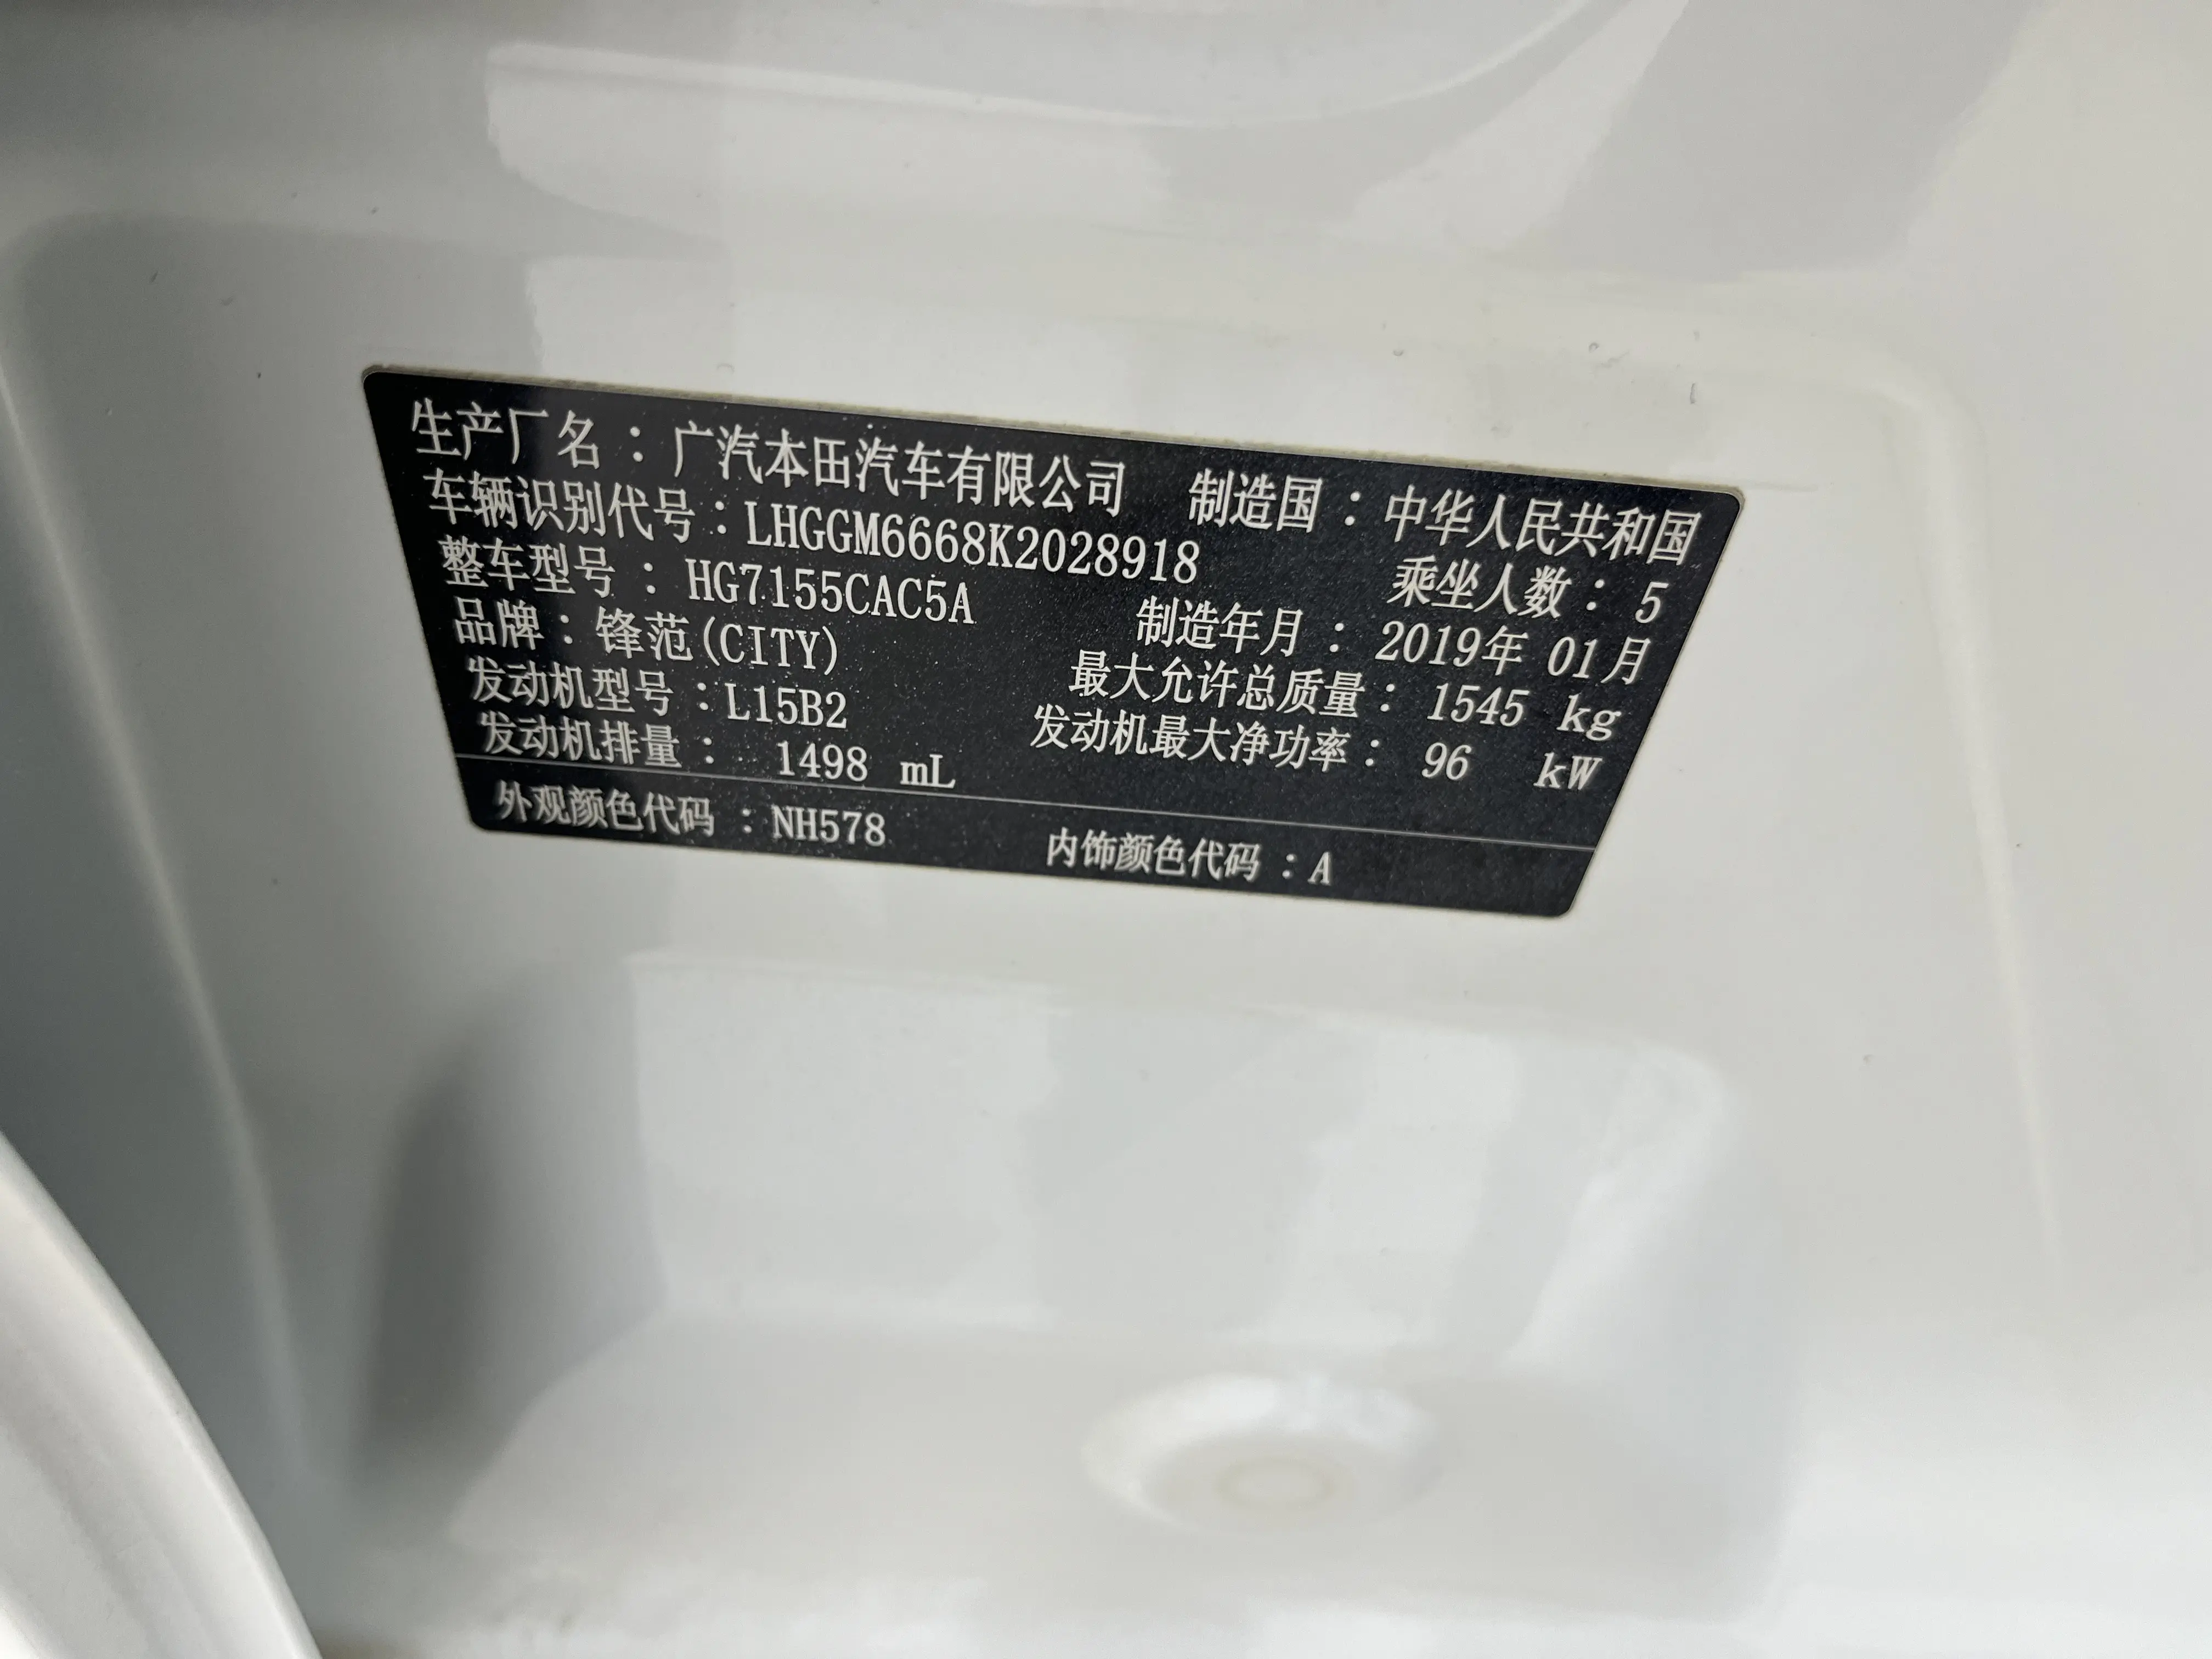 生产厂名：广汽本田汽车有限公司 制造国：中华人民共和国
车辆识别代号：LHGGM6668K2028918 乘坐人数：5
整车型号：HG7155CAC5A 制造年月：2019年 01月
品牌：锋范(CITY) 最大允许总质量：1545 kg
发动机型号：L15B2 发动机最大净功率：96 kW
发动机排量：1498 mL
外观颜色代码：NH578 内饰颜色代码：A